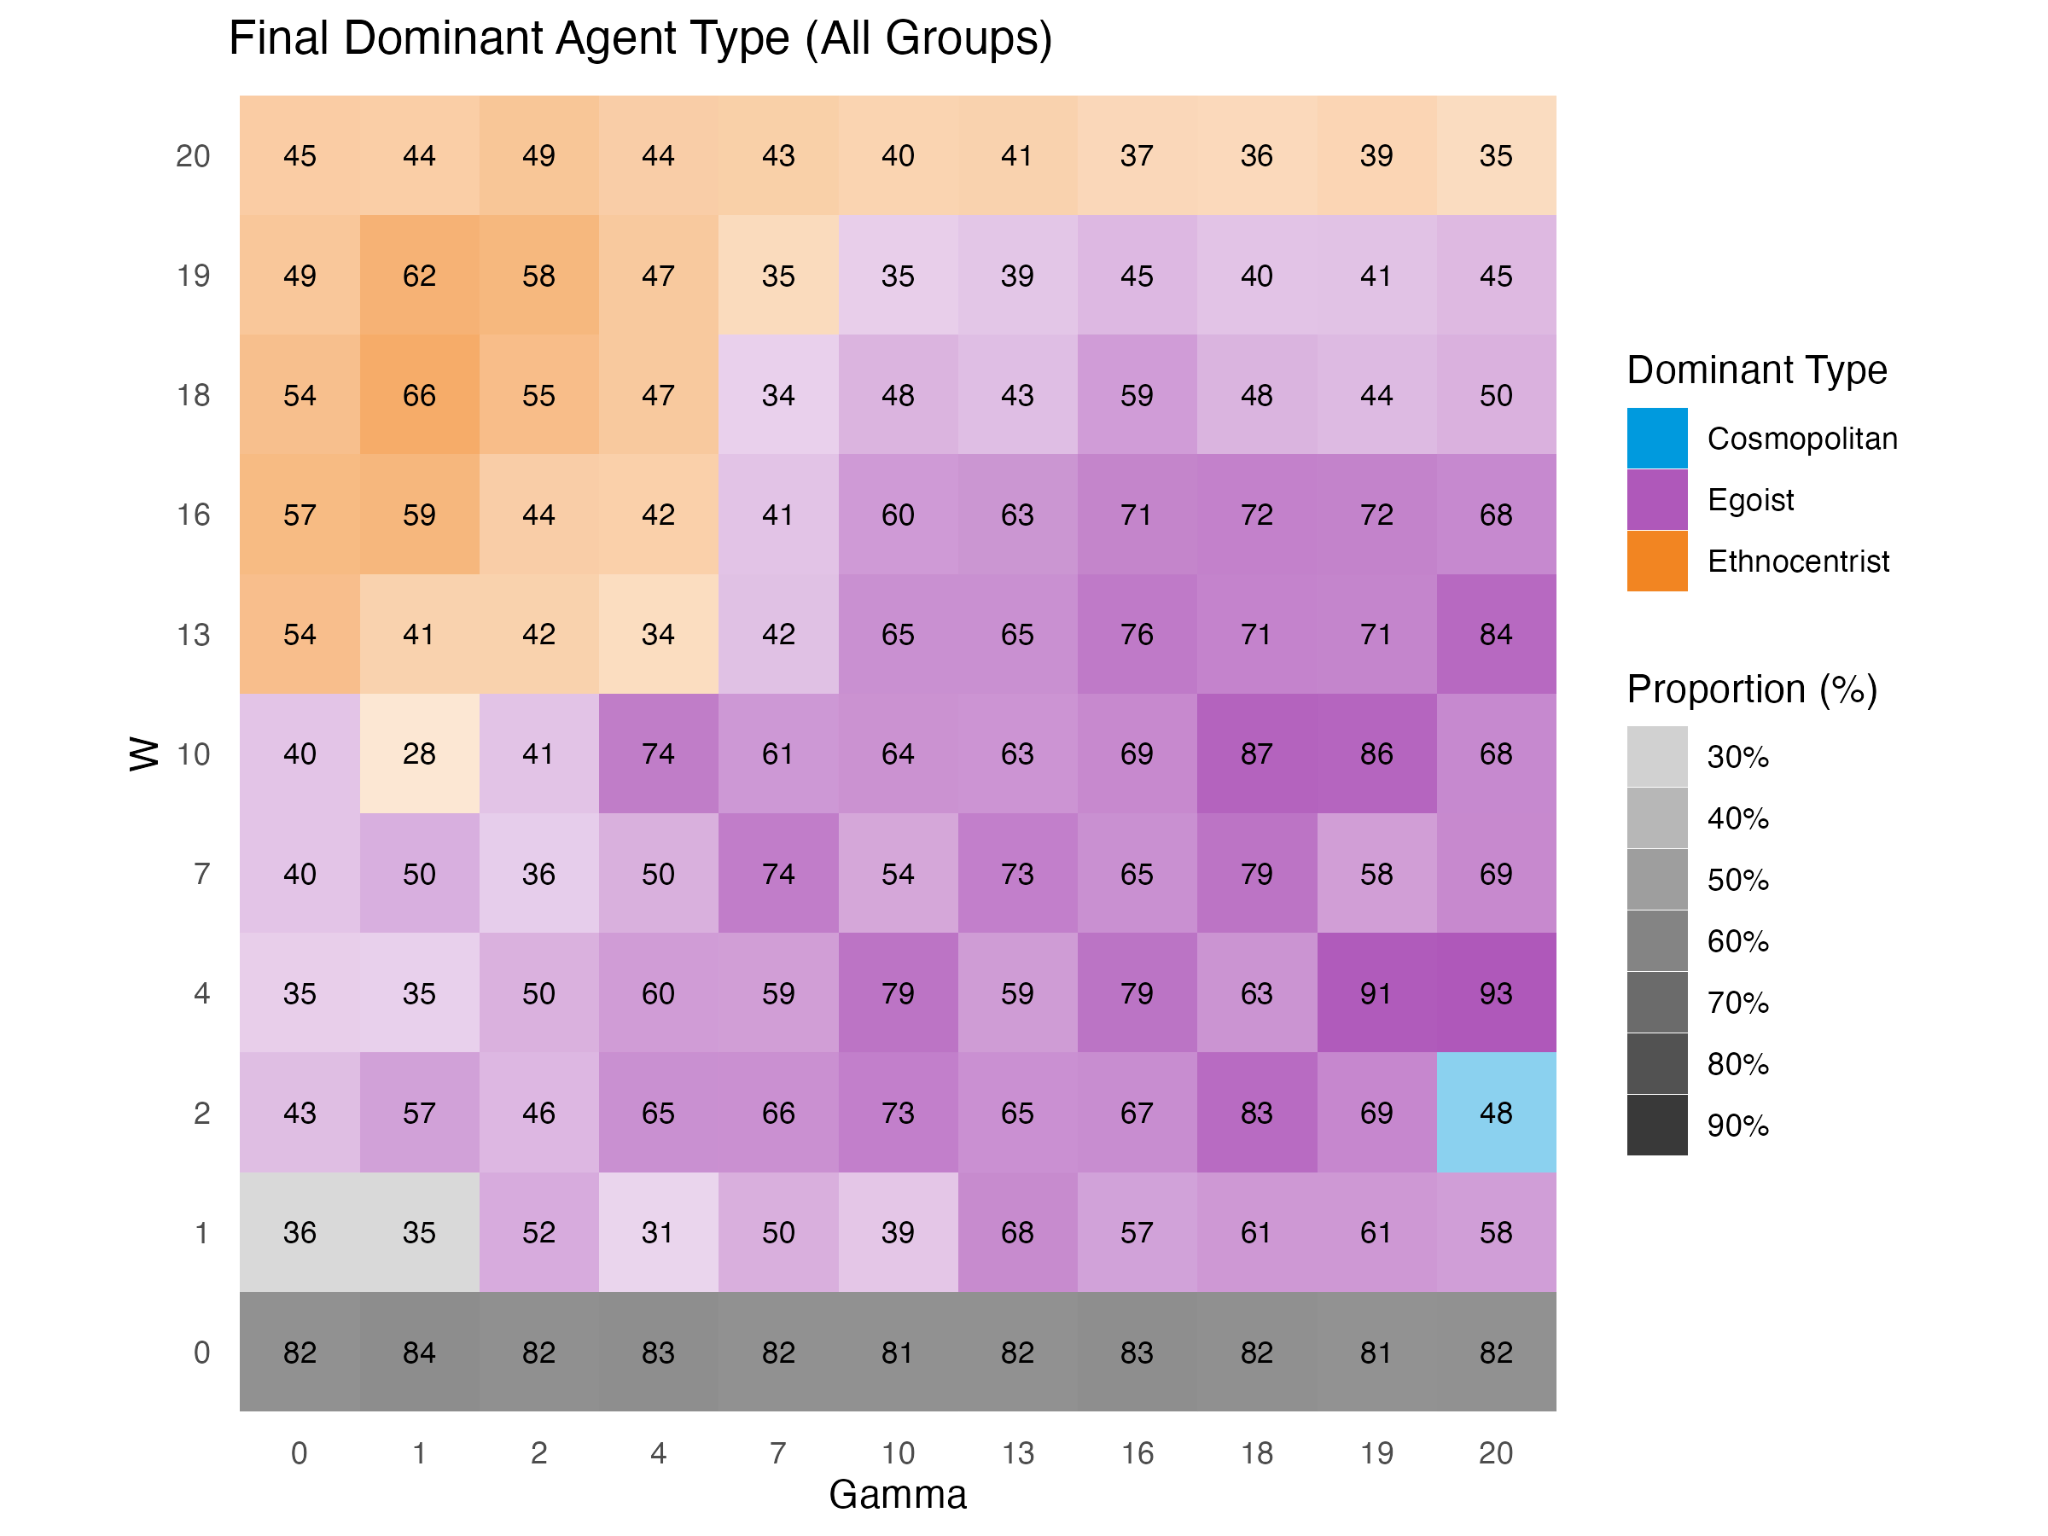 Final Dominant Agent Type (All Groups)
20 45 44 49 44 43 40 41 37 36 39 35
19 49 62 58 47 35 35 39 45 40 41 45
18 54 66 55 47 34 48 43 59 48 44 50
16 57 59 44 42 41 60 63 71 72 72 68
13 54 41 42 34 42 65 65 76 71 71 84
W
10 40 28 41 74 61 64 63 69 87 86 68
7 40 50 36 50 74 54 73 65 79 58 69
4 35 35 50 60 59 79 59 79 63 91 93
2 43 57 46 65 66 73 65 67 83 69 48
1 36 35 52 31 50 39 68 57 61 61 58
0 82 84 82 83 82 81 82 83 82 81 82
0 1 2 4 7 10 13 16 18 19 20
Gamma
Dominant Type
Cosmopolitan
Egoist
Ethnocentrist
Proportion (%)
30%
40%
50%
60%
70%
80%
90%